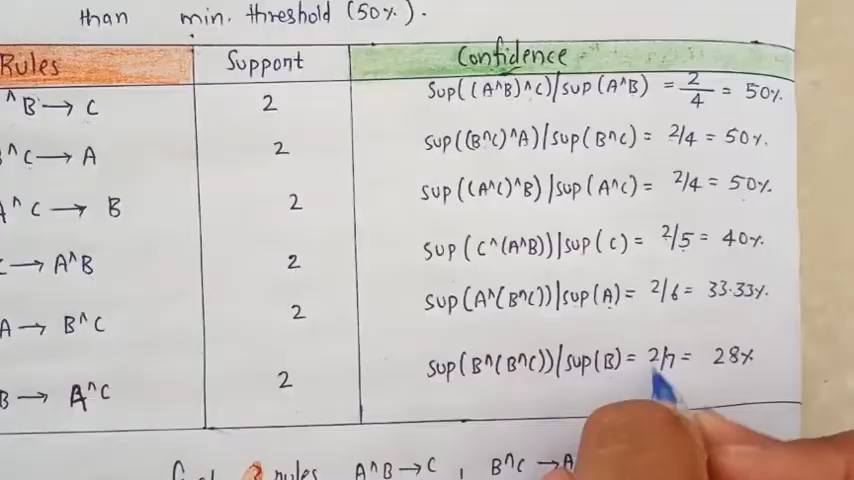 than min. threshold (50%).
Rules Support Confidence
^B → C 2 Sup((A^B)^C)/sup(A^B) = 2/4 = 50%.
B^C → A 2 Sup((B^C)^A)/sup(B^C) = 2/4 = 50%.
A^C → B 2 Sup((A^C)^B)/sup(A^C) = 2/4 = 50%.
C → A^B 2 Sup(C^(A^B))/sup(C) = 2/5 = 40%.
A → B^C 2 Sup(A^(B^C))/sup(A) = 2/6 = 33.33%.
B → A^C 2 Sup(B^(B^C))/sup(B) = 2/7 = 28%
rules A^B → C , B^C → A